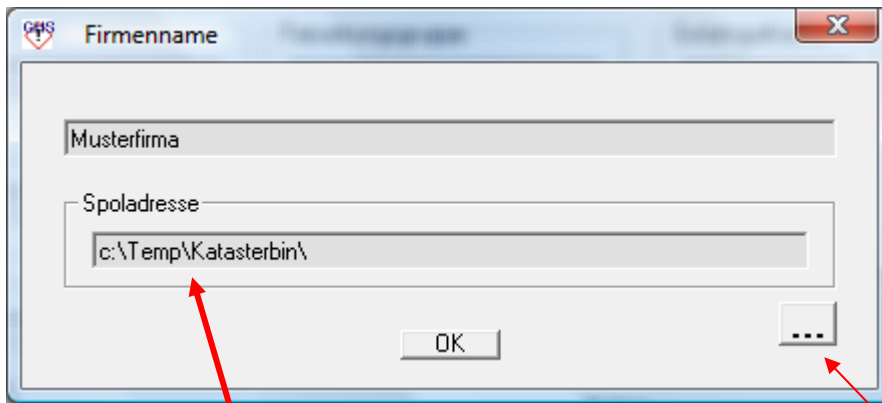 GHS Firmenname
Musterfirma
Spoladresse
c:\Temp\Katasterbin\
OK
...